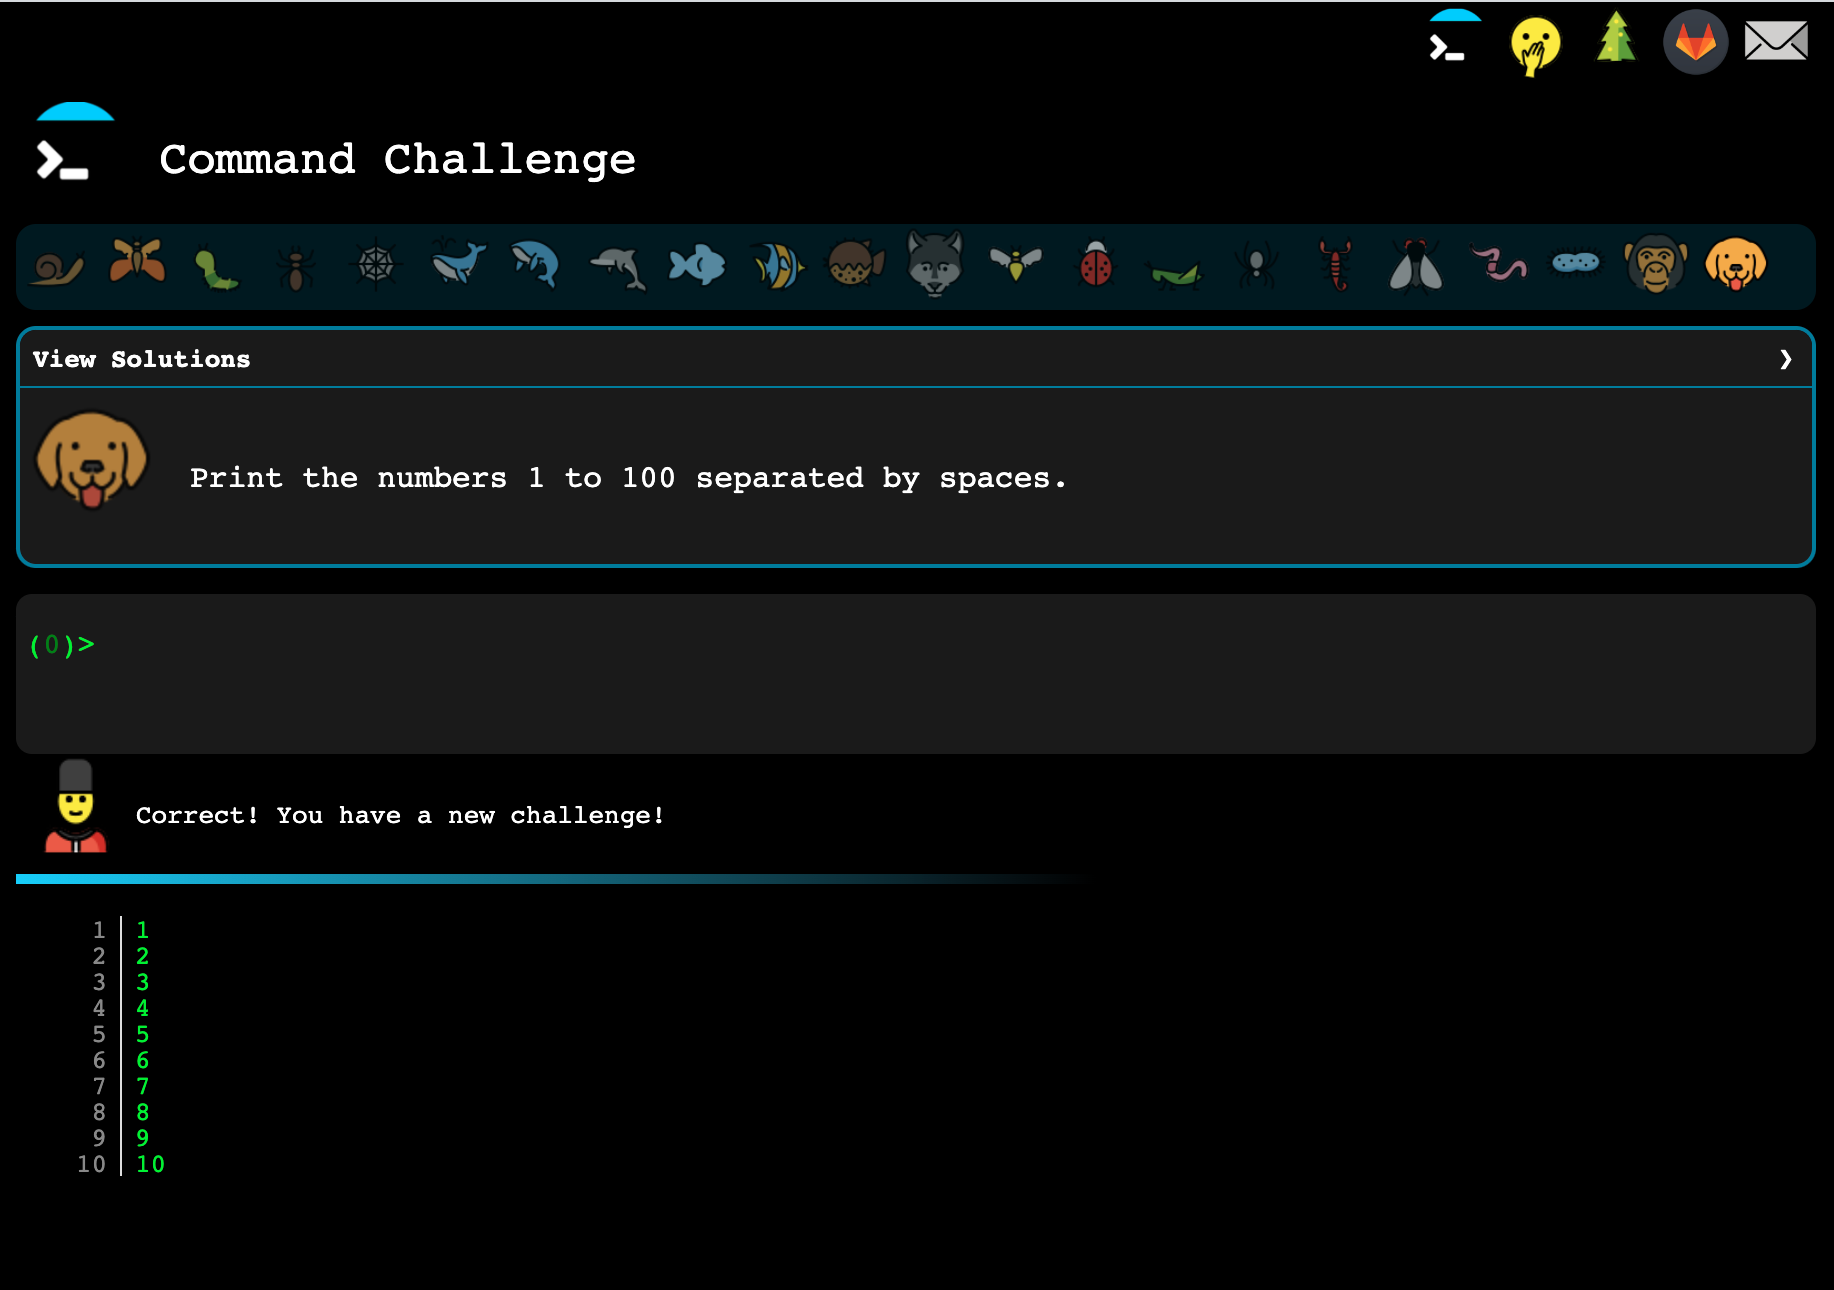 Command Challenge
View Solutions ❯
Print the numbers 1 to 100 separated by spaces.
(0)>
Correct! You have a new challenge!
1 1
2 2
3 3
4 4
5 5
6 6
7 7
8 8
9 9
10 10